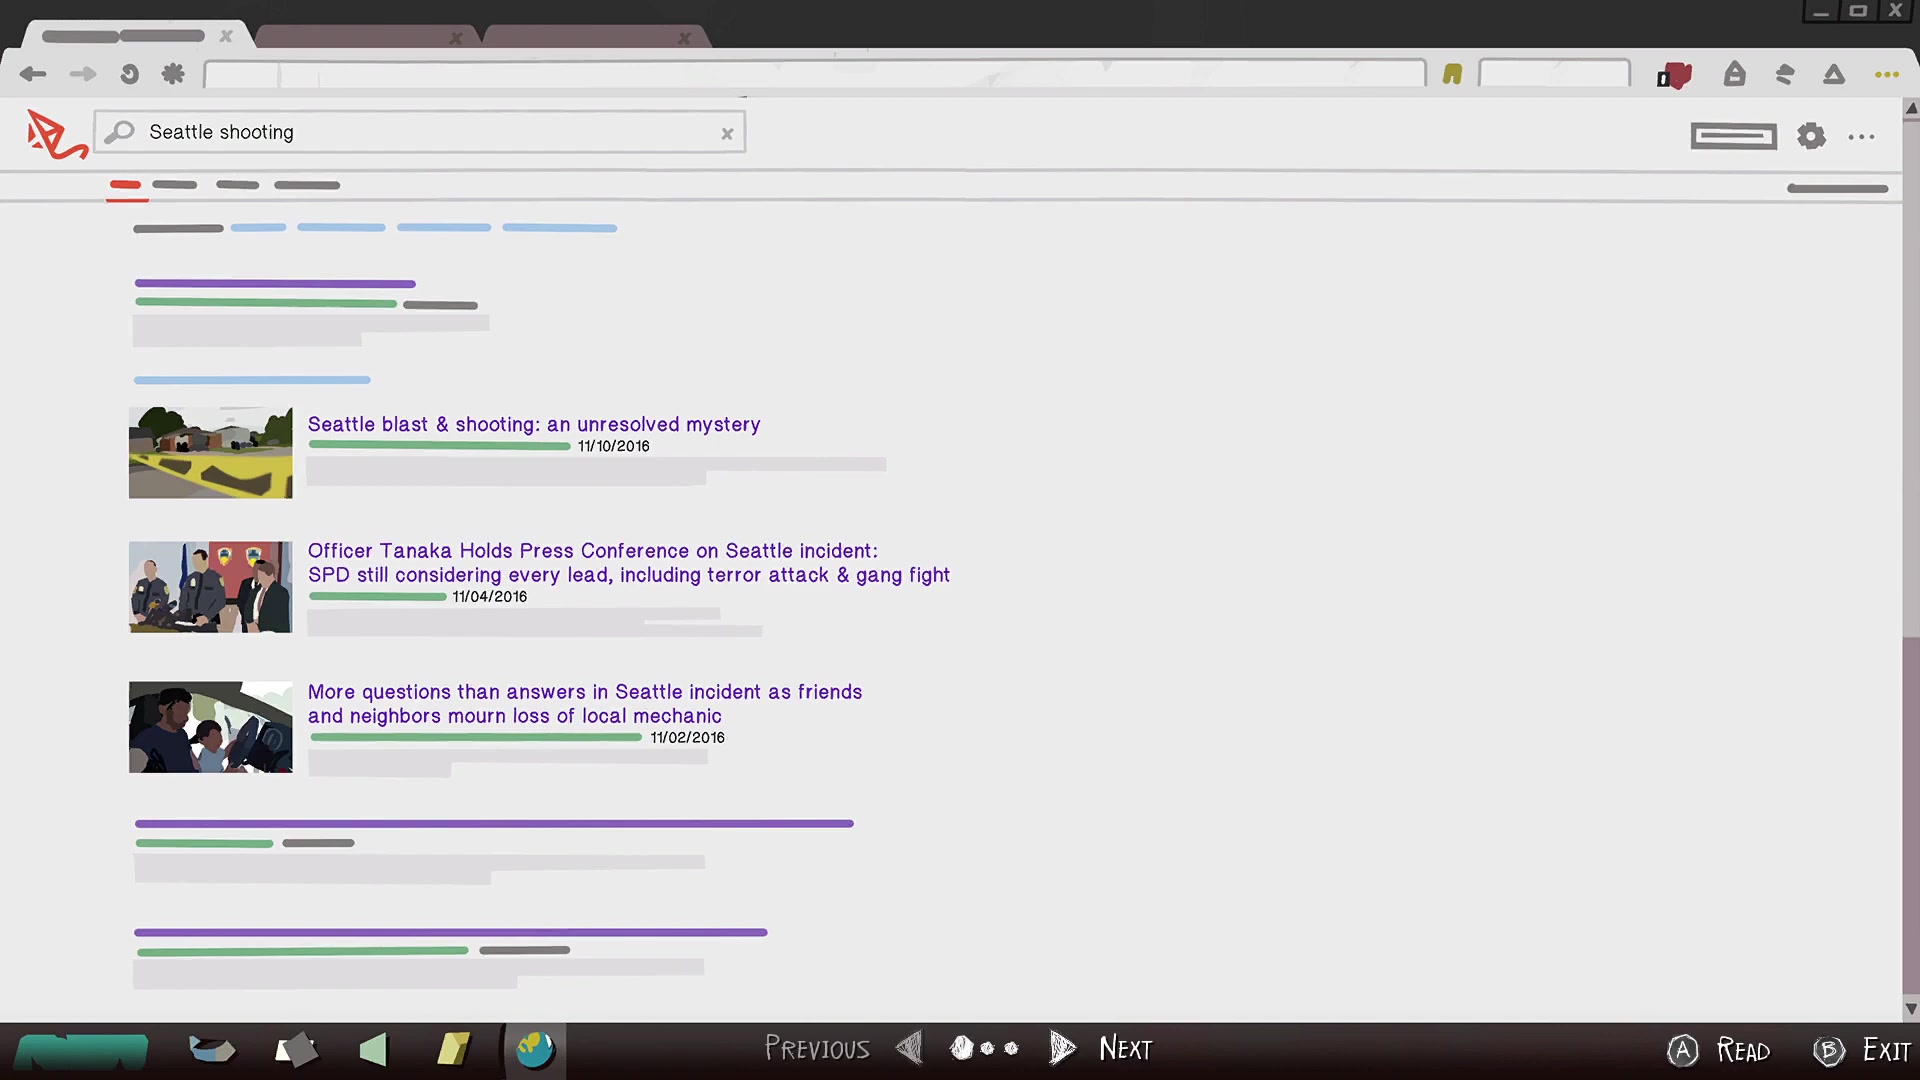 Seattle shooting
Seattle blast & shooting: an unresolved mystery
11/10/2016
Officer Tanaka Holds Press Conference on Seattle incident:
SPD still considering every lead, including terror attack & gang fight
11/04/2016
More questions than answers in Seattle incident as friends
and neighbors mourn loss of local mechanic
11/02/2016
PREVIOUS NEXT
A READ B EXIT